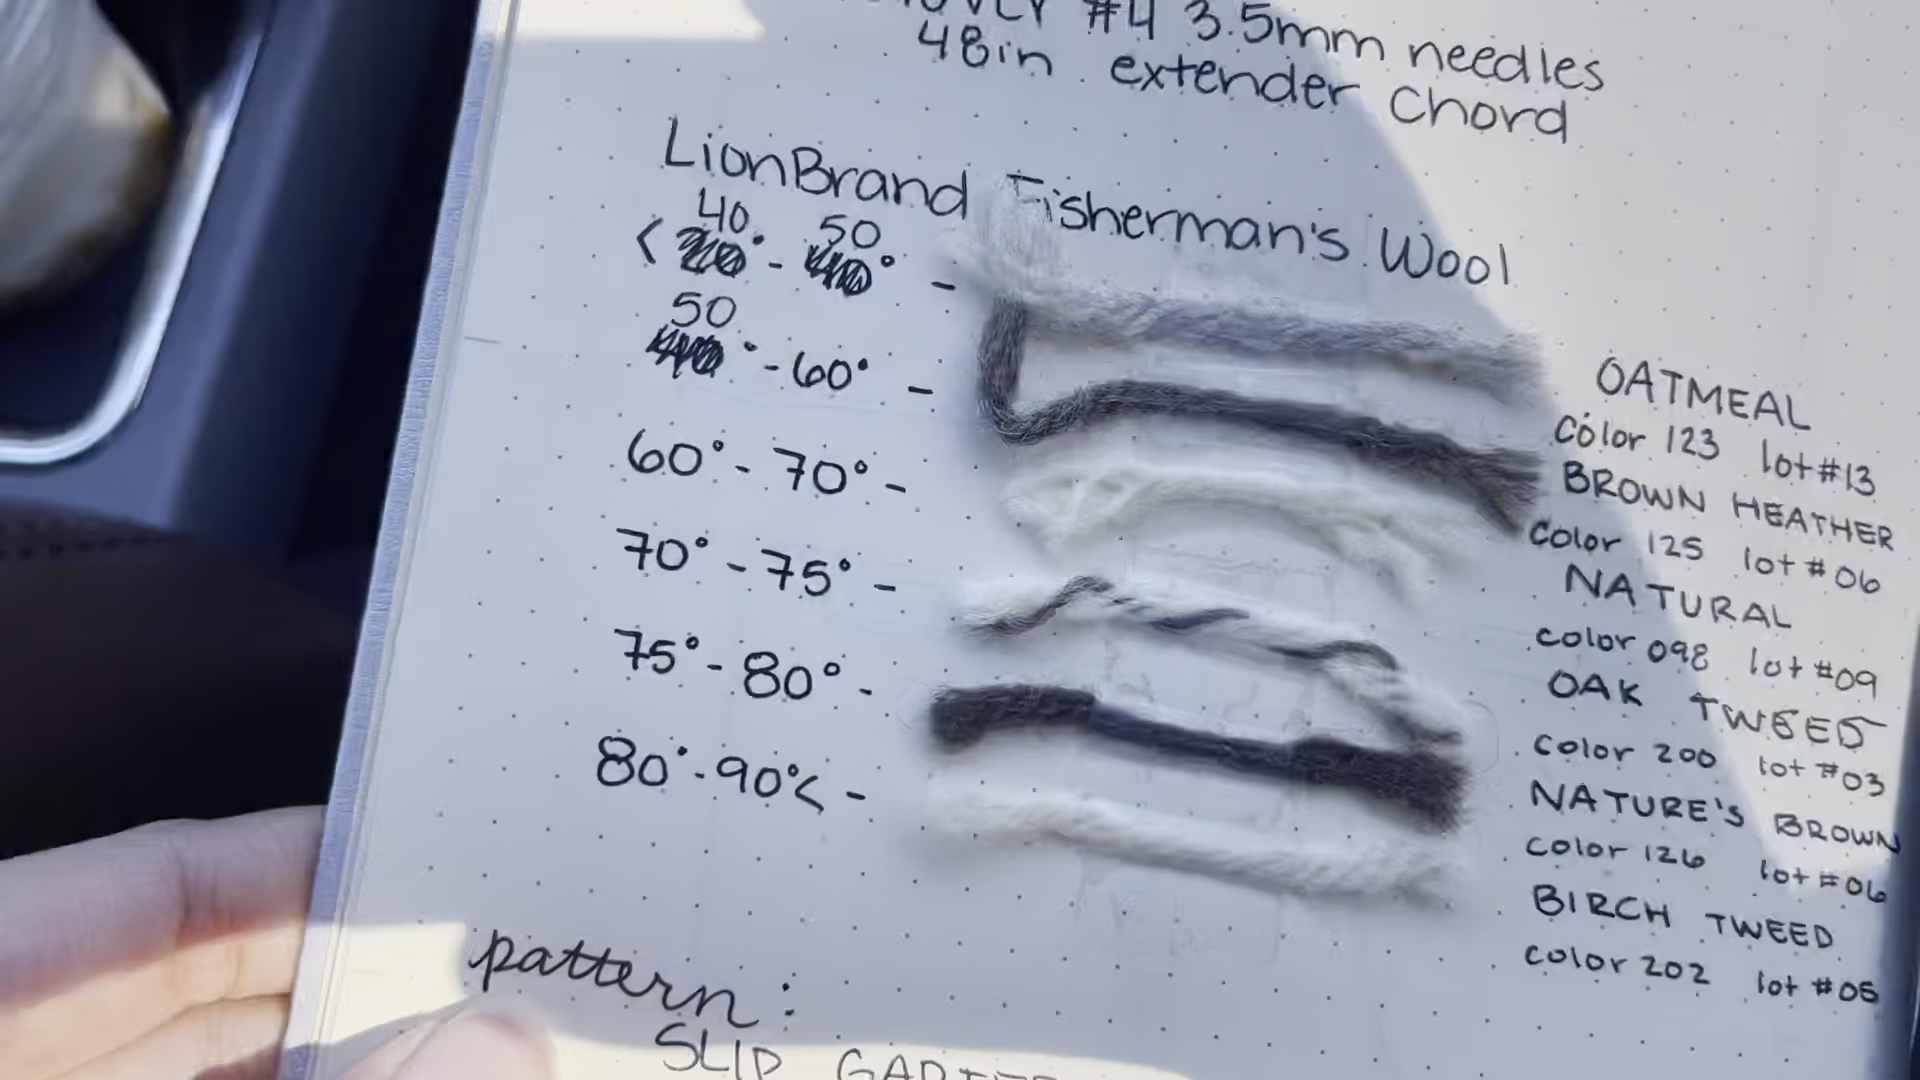 #4 3.5mm needles
48in extender chord
LionBrand Fisherman's Wool
< 40° - 50° -
50° - 60° -
60° - 70° -
70° - 75° -
75° - 80° -
80° - 90°< -
OATMEAL
Color 123 lot #13
BROWN HEATHER
Color 125 lot #06
NATURAL
color 098 lot #09
OAK TWEED
color 200 lot #03
NATURE'S BROWN
color 126 lot #06
BIRCH TWEED
color 202 lot #05
pattern:
SLIP